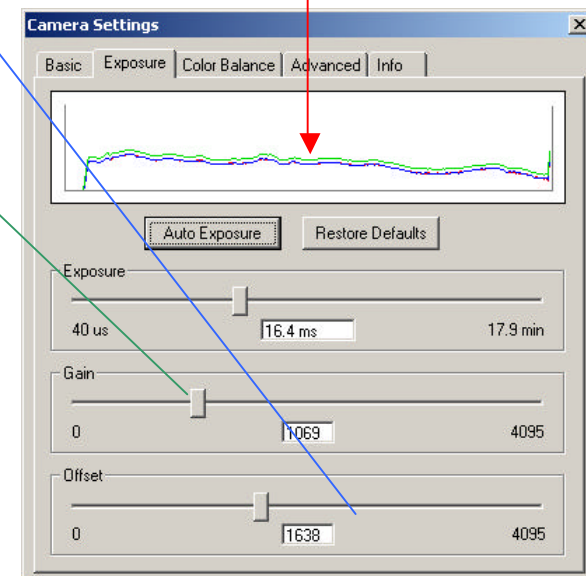 Camera Settings
Basic Exposure Color Balance Advanced Info
Auto Exposure Restore Defaults
Exposure
40 us 16.4 ms 17.9 min
Gain
0 1069 4095
Offset
0 1638 4095